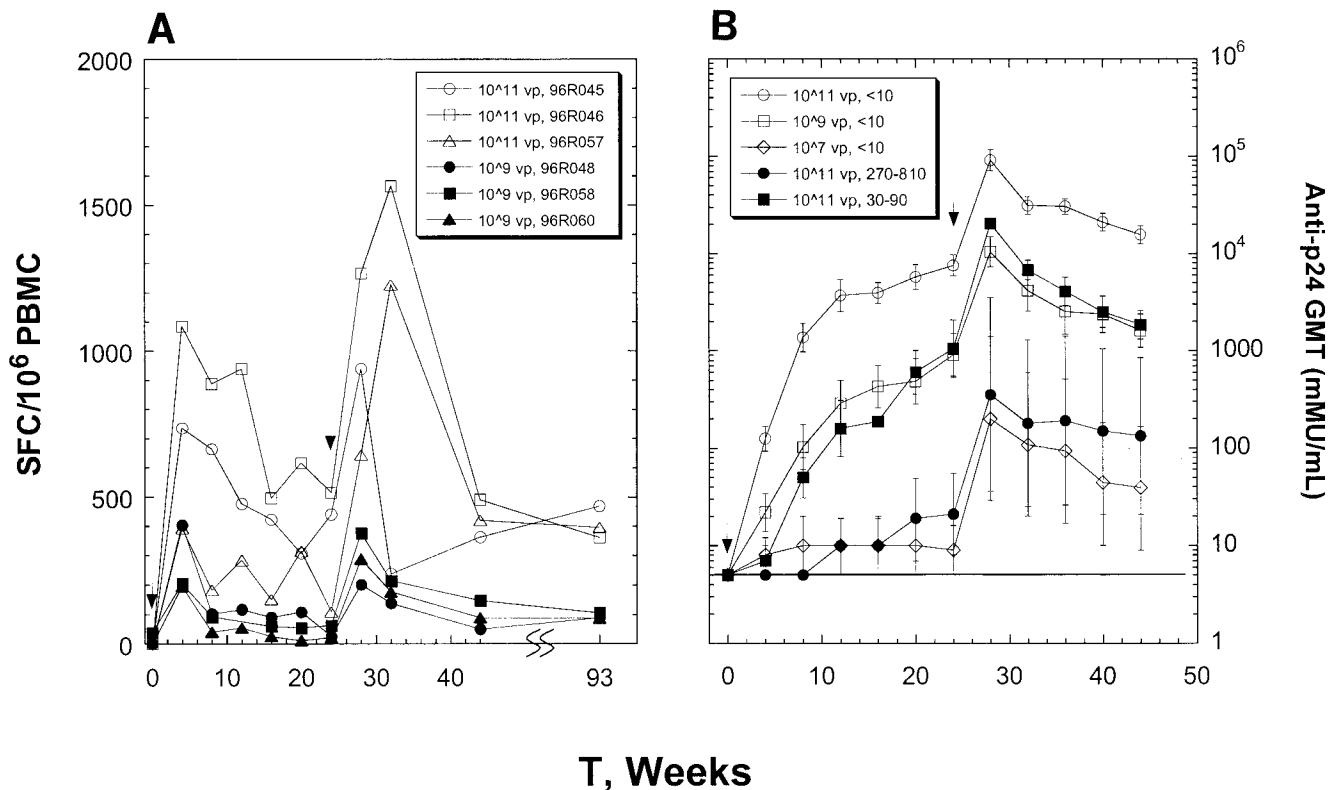 A
SFC/10^6 PBMC
2000
1500
1000
500
0
0
10
20
30
40
93
10^11 vp, 96R045
10^11 vp, 96R046
10^11 vp, 96R057
10^9 vp, 96R048
10^9 vp, 96R058
10^9 vp, 96R060
B
10^11 vp, <10
10^9 vp, <10
10^7 vp, <10
10^11 vp, 270-810
10^11 vp, 30-90
10^6
10^5
10^4
1000
100
10
1
0
10
20
30
40
50
Anti-p24 GMT (mMU/mL)
T, Weeks